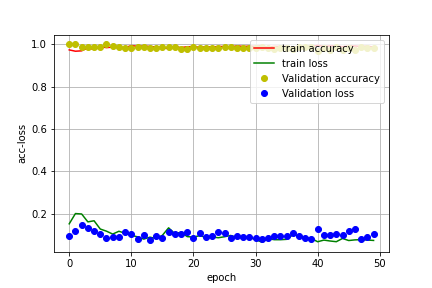 1.0
0.8
0.6
0.4
0.2
acc-loss
train accuracy
train loss
Validation accuracy
Validation loss
0 10 20 30 40 50
epoch